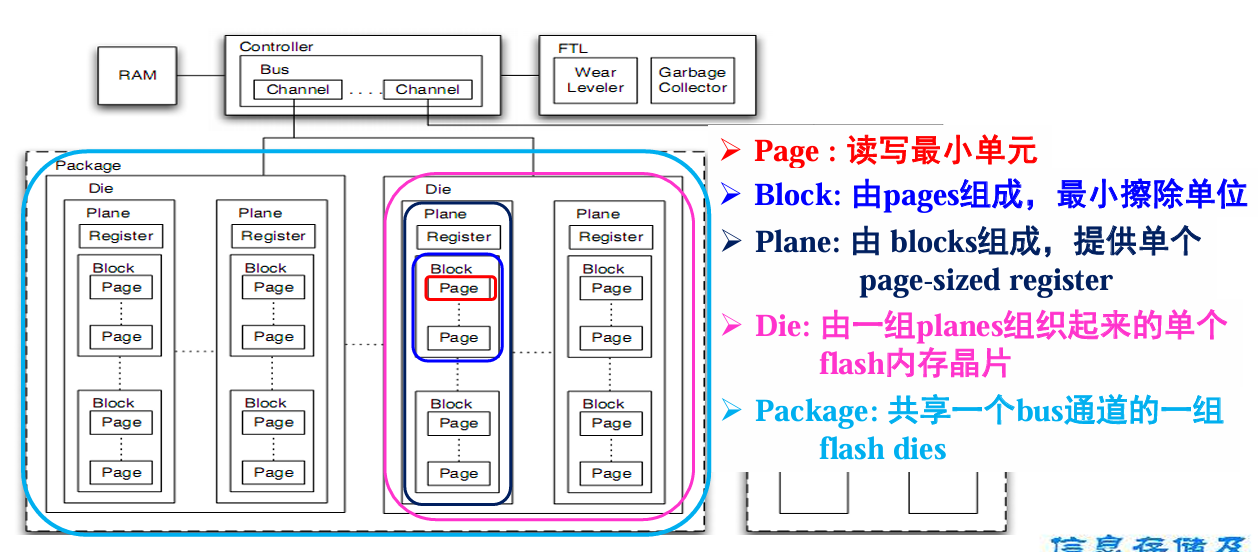 Controller
FTL
RAM
Bus
Channel
Channel
Wear
Leveler
Garbage
Collector
Package
Die
Plane
Register
Block
Page
Page
Block
Page
Page
Plane
Register
Block
Page
Page
Block
Page
Page
Die
Plane
Register
Block
Page
Page
Block
Page
Page
Plane
Register
Block
Page
Page
Block
Page
Page
➢ Page : 读写最小单元
➢ Block: 由pages组成，最小擦除单位
➢ Plane: 由 blocks组成，提供单个
page-sized register
➢ Die: 由一组planes组织起来的单个
flash内存晶片
➢ Package: 共享一个bus通道的一组
flash dies
信息存储及